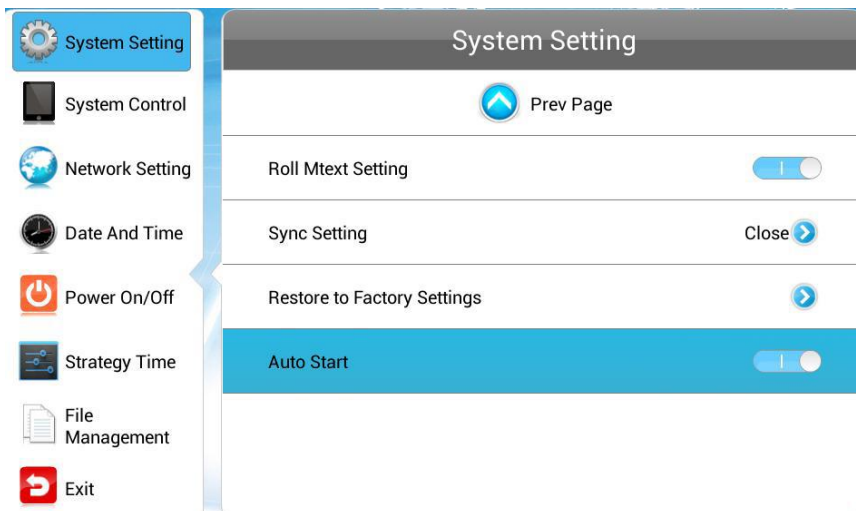 System Setting
System Control
Network Setting
Date And Time
Power On/Off
Strategy Time
File
Management
Exit
System Setting
Prev Page
Roll Mtext Setting
Sync Setting
Close
Restore to Factory Settings
Auto Start